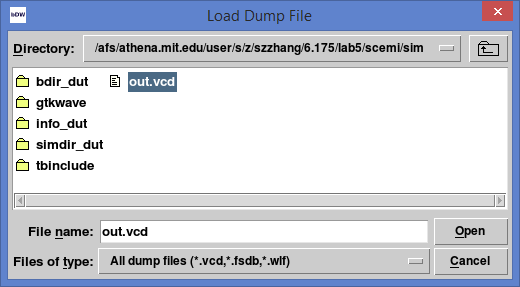 bDW
Load Dump File
Directory: /afs/athena.mit.edu/user/s/z/szzhang/6.175/lab5/scemi/sim
bdir_dut out.vcd
gtkwave
info_dut
simdir_dut
tbinclude
File name: out.vcd Open
Files of type: All dump files (*.vcd,*.fsdb,*.wlf) Cancel